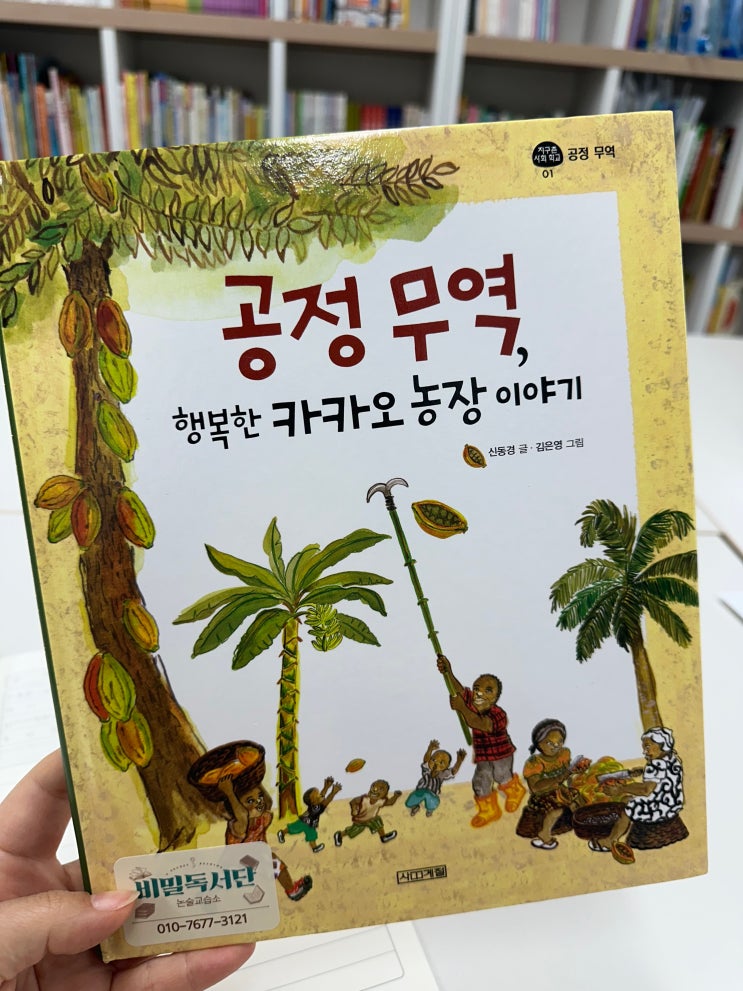 지구촌
사회 학교 공정 무역
01
공정 무역,
행복한 카카오 농장 이야기
신동경 글 · 김은영 그림
사계절
비밀독서단
논술교습소
010-7677-3121